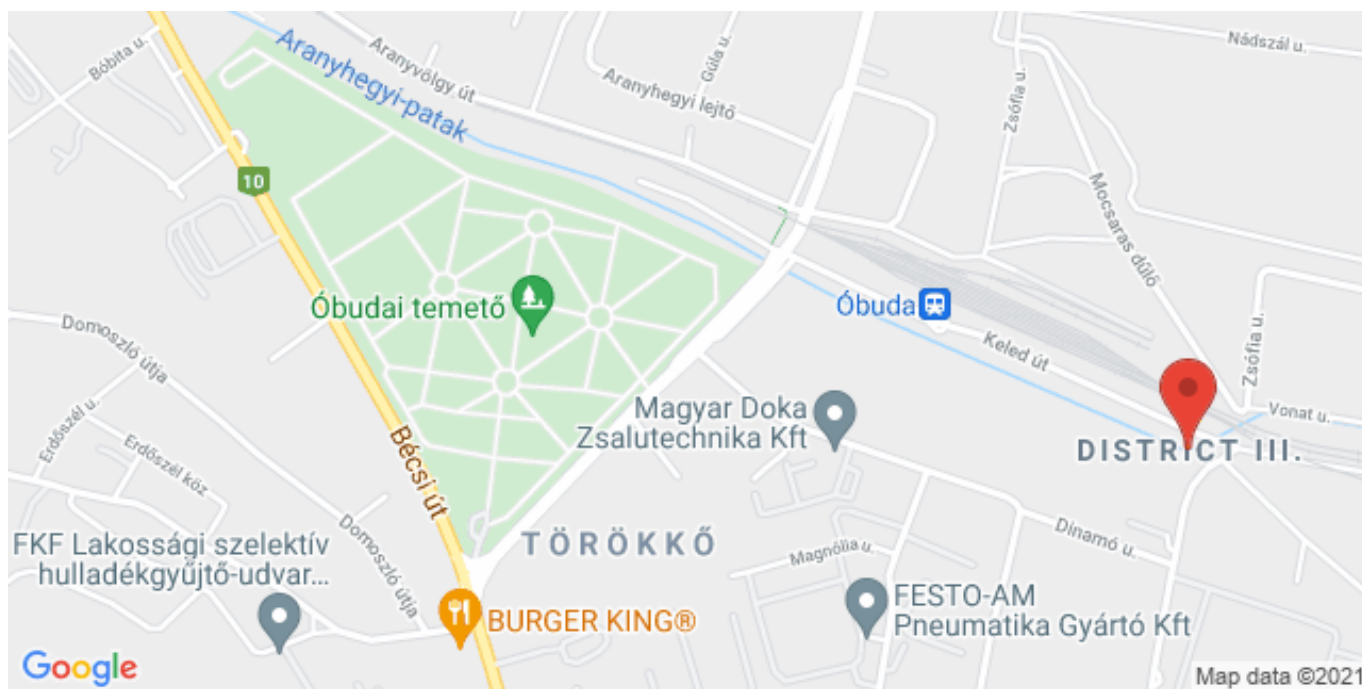 Bóbita u.
Aranyhegyi-patak
Aranyvölgy út
Gúla u.
Aranyhegyi lejtő
Zsófia u.
Nádszál u.
10
Mocsaras dűlő
Óbudai temető
Óbuda
Keled út
Zsófia u.
Vonat u.
Domoszló útja
Erdőszél u.
Erdőszél köz
Bécsi út
Magyar Doka
Zsalutechnika Kft
DISTRICT III.
Domoszló útja
TÖRÖKKŐ
Magnólia u.
Dinamó u.
FKF Lakossági szelektív
hulladékgyűjtő-udvar...
BURGER KING®
FESTO-AM
Pneumatika Gyártó Kft
Google
Map data ©2021